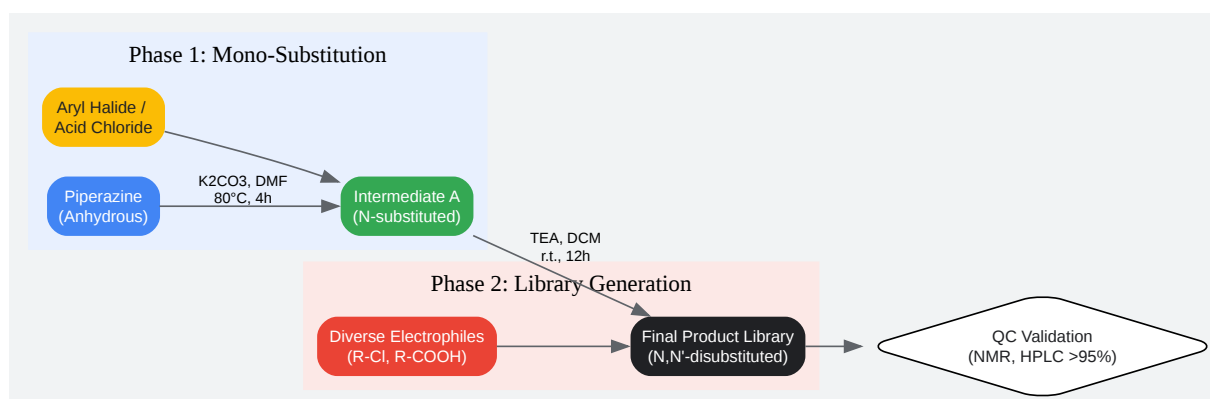 Phase 1: Mono-Substitution
Aryl Halide /
Acid Chloride
Piperazine
(Anhydrous)
K2CO3, DMF
80°C, 4h
Intermediate A
(N-substituted)
TEA, DCM
r.t., 12h
Phase 2: Library Generation
Diverse Electrophiles
(R-Cl, R-COOH)
Final Product Library
(N,N'-disubstituted)
QC Validation
(NMR, HPLC >95%)